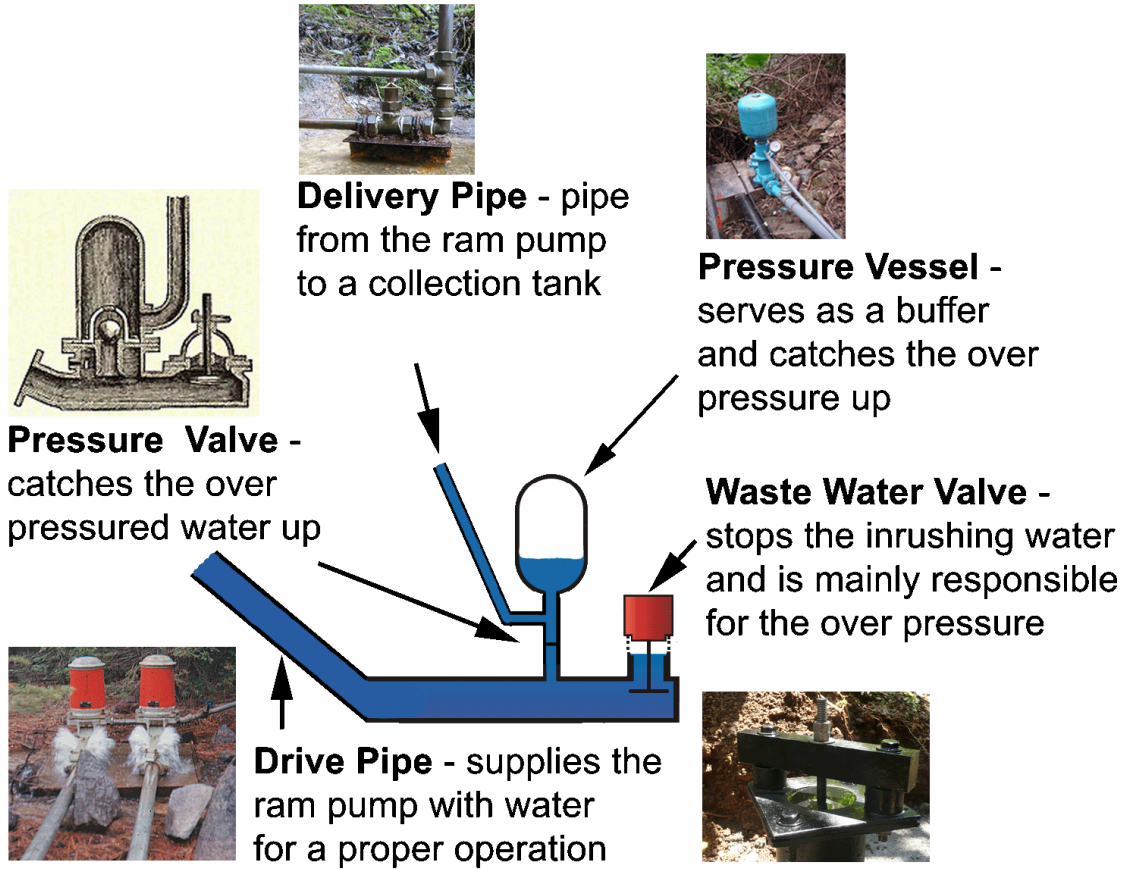 Delivery Pipe - pipe
from the ram pump
to a collection tank
Pressure Vessel -
serves as a buffer
and catches the over
pressure up
Pressure Valve -
catches the over
pressured water up
Waste Water Valve -
stops the inrushing water
and is mainly responsible
for the over pressure
Drive Pipe - supplies the
ram pump with water
for a proper operation